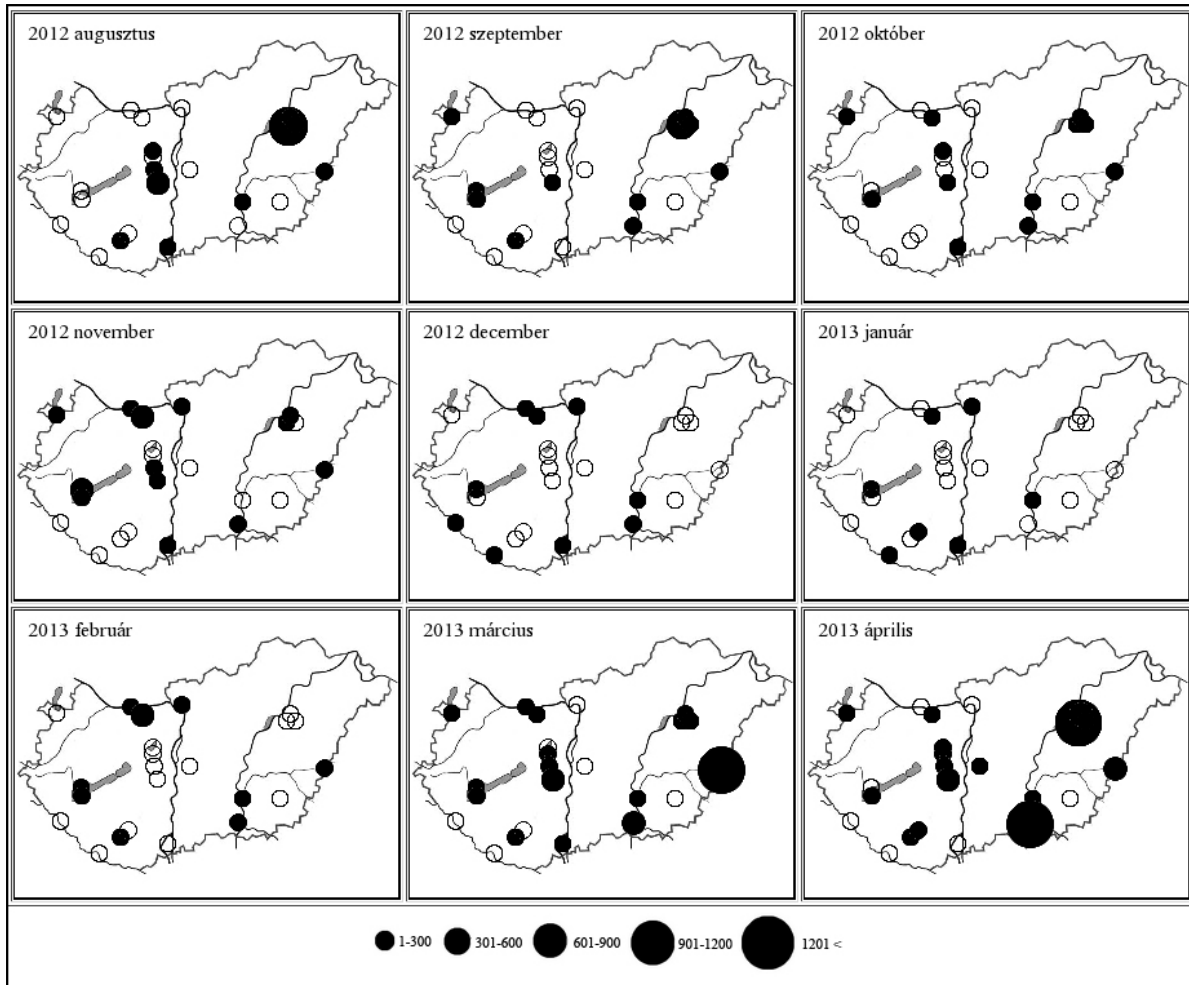 2012 augusztus
2012 szeptember
2012 október
2012 november
2012 december
2013 január
2013 február
2013 március
2013 április
1-300 301-600 601-900 901-1200 1201 <